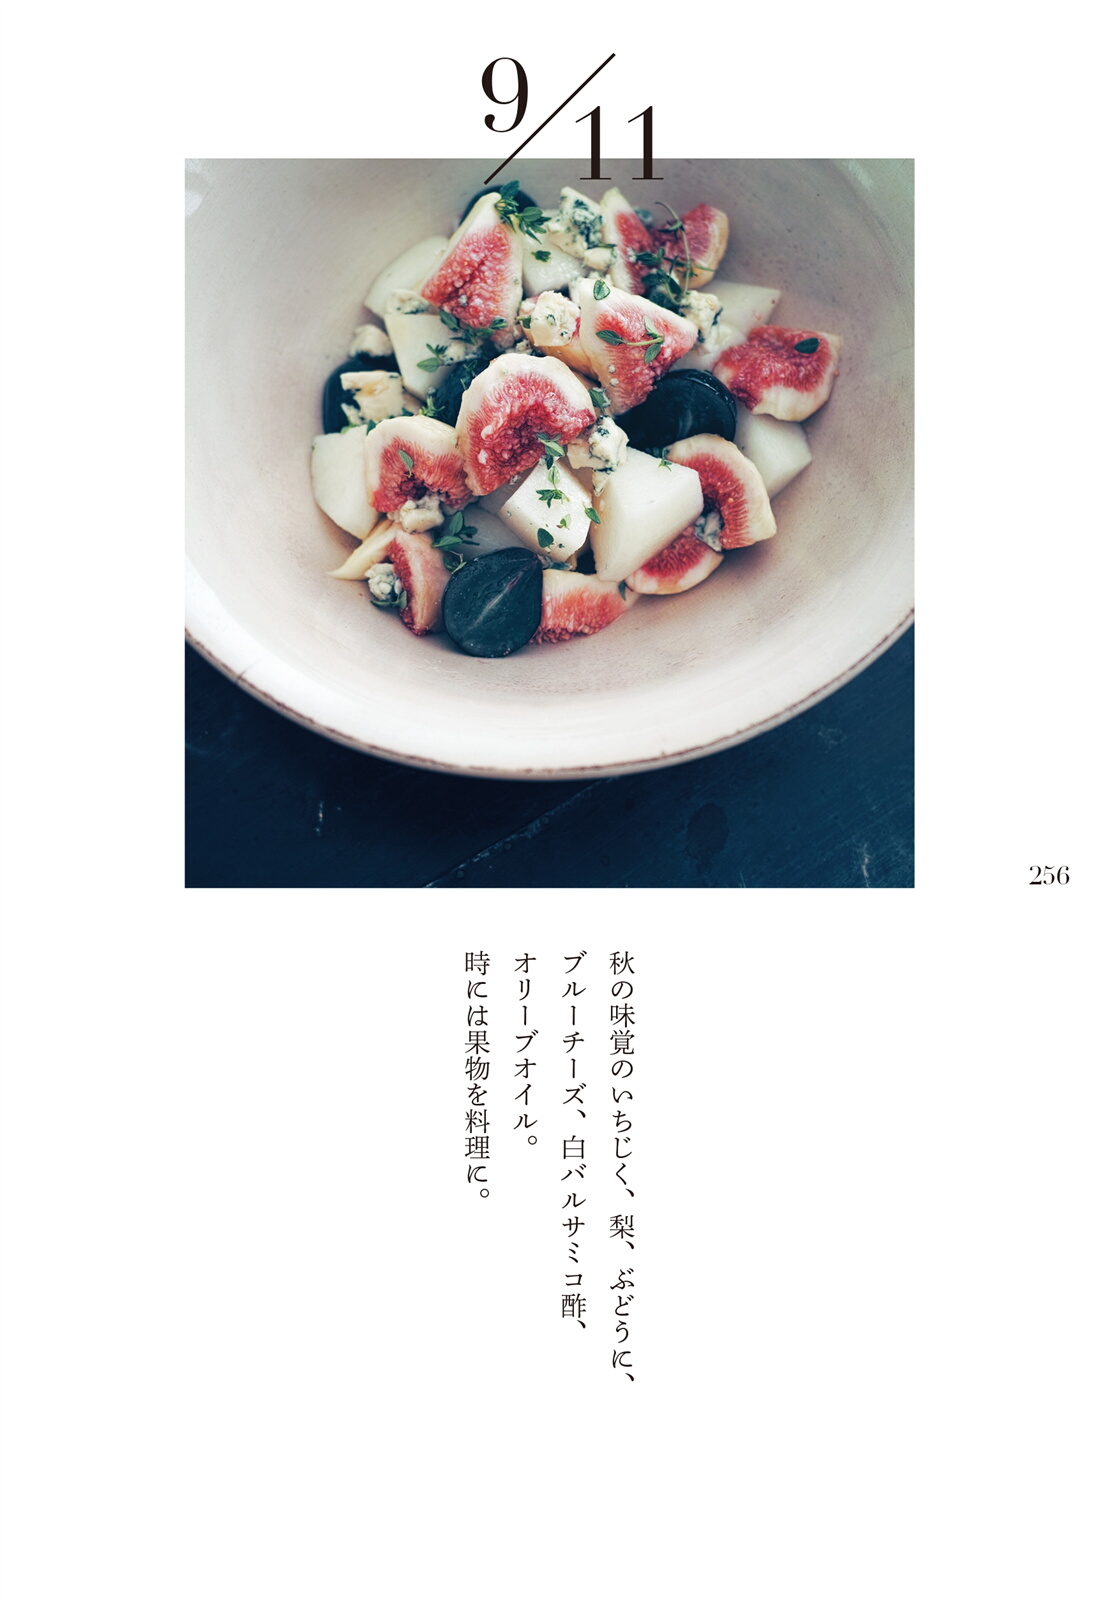 9/11
256
秋の味覚のいちじく、梨、ぶどうに、
ブルーチーズ、白バルサミコ酢、
オリーブオイル。
時には果物を料理に。